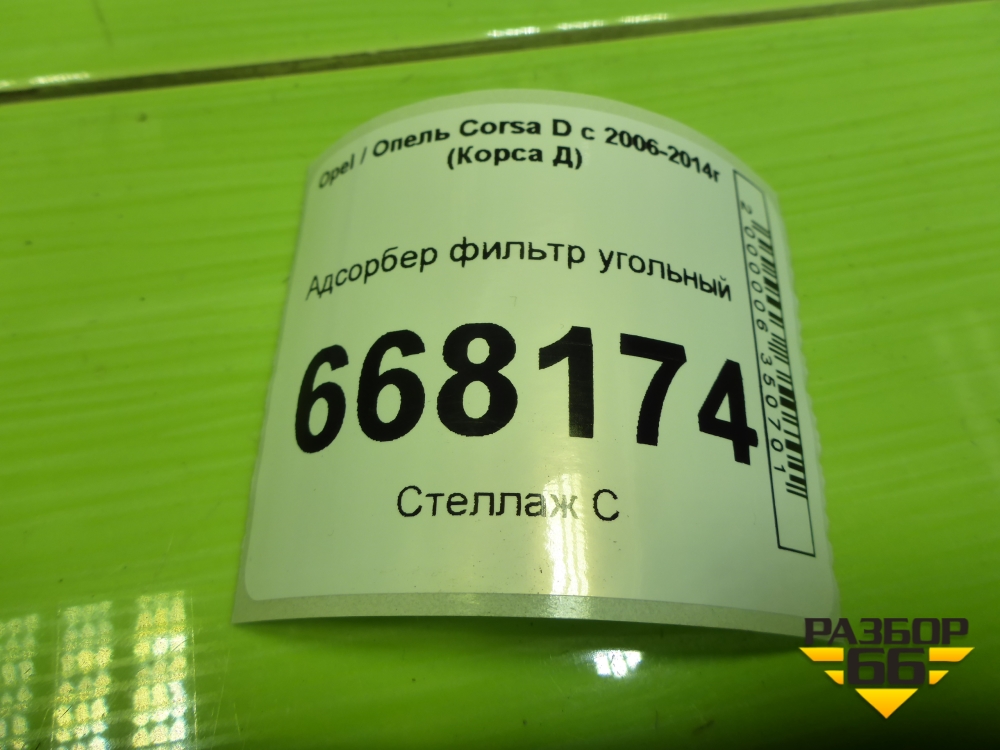 Opel / Опель Corsa D с 2006-2014г
(Корса Д)
Адсорбер фильтр угольный
668174
Стеллаж С
2000006350701
РАЗБОР
66